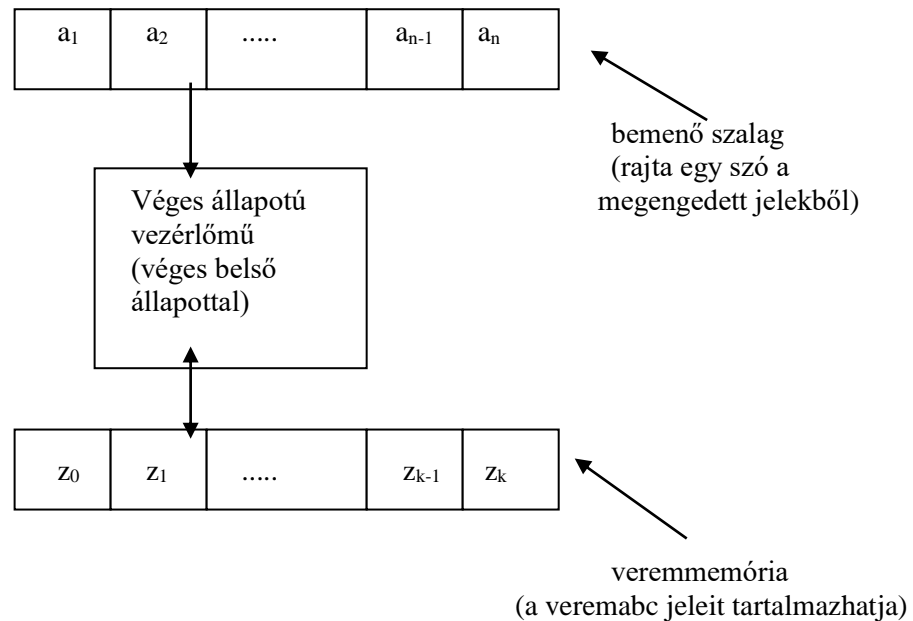 a₁ a₂ ..... aₙ₋₁ aₙ
bemenő szalag
(rajta egy szó a
megengedett jelekből)
Véges állapotú
vezérlőmű
(véges belső
állapottal)
z₀ z₁ ..... zₖ₋₁ zₖ
veremmemória
(a veremabc jeleit tartalmazhatja)